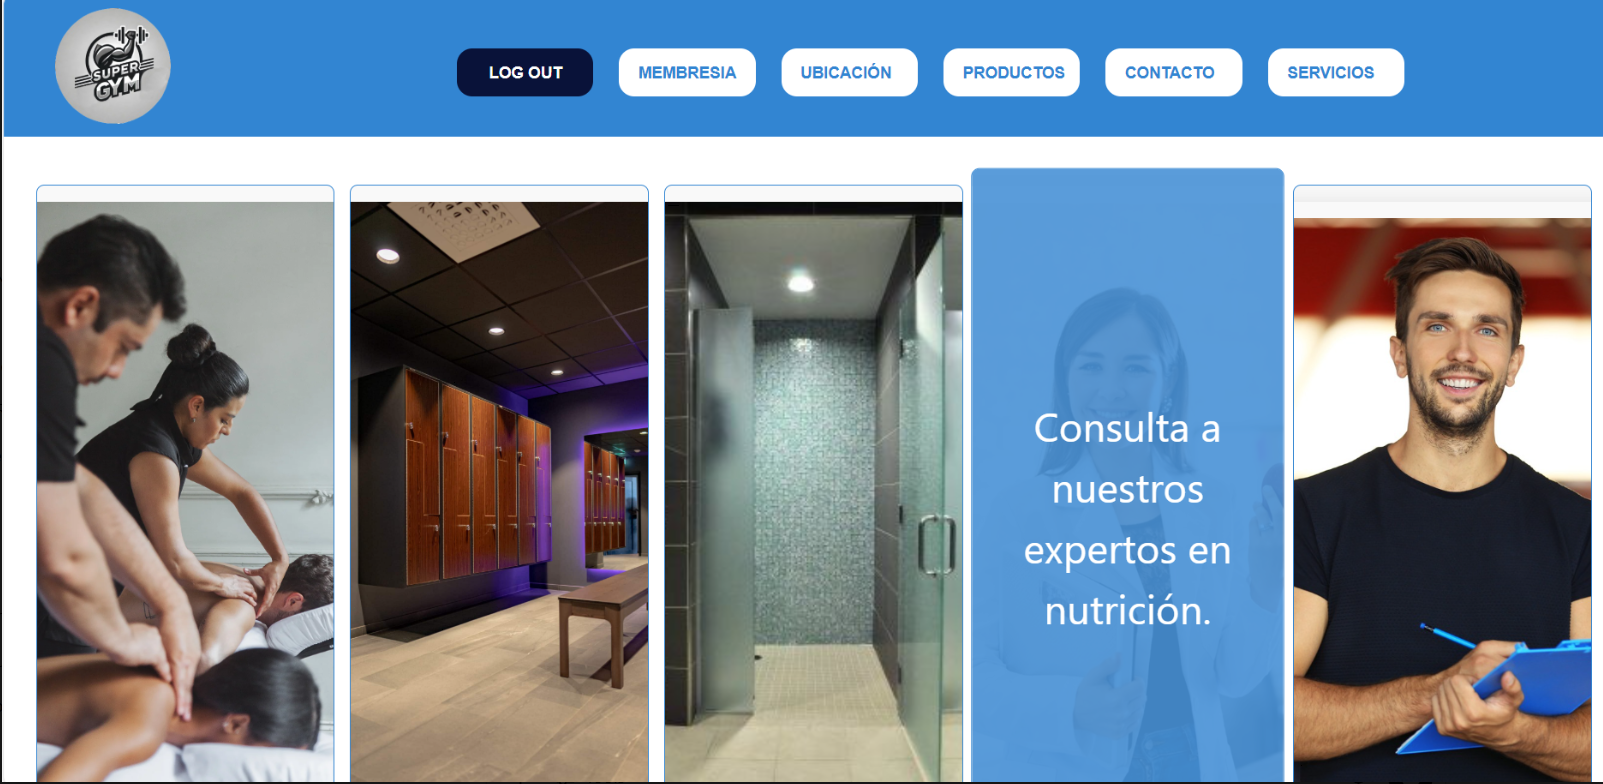 SUPER
GYM
LOG OUT
MEMBRESIA
UBICACIÓN
PRODUCTOS
CONTACTO
SERVICIOS
Consulta a
nuestros
expertos en
nutrición.